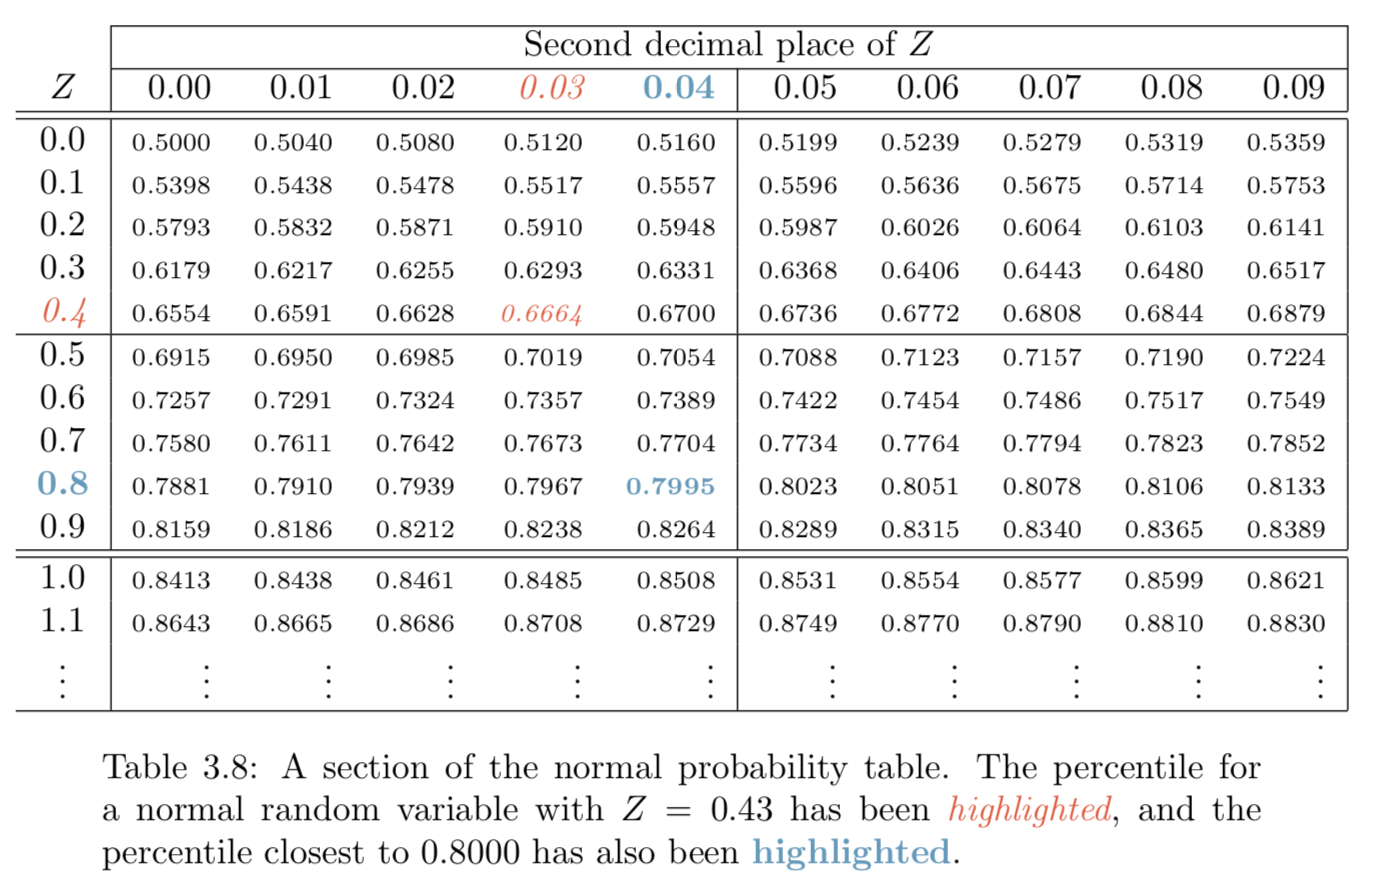 Second decimal place of Z
Z 0.00 0.01 0.02 0.03 0.04 0.05 0.06 0.07 0.08 0.09
0.0 0.5000 0.5040 0.5080 0.5120 0.5160 0.5199 0.5239 0.5279 0.5319 0.5359
0.1 0.5398 0.5438 0.5478 0.5517 0.5557 0.5596 0.5636 0.5675 0.5714 0.5753
0.2 0.5793 0.5832 0.5871 0.5910 0.5948 0.5987 0.6026 0.6064 0.6103 0.6141
0.3 0.6179 0.6217 0.6255 0.6293 0.6331 0.6368 0.6406 0.6443 0.6480 0.6517
0.4 0.6554 0.6591 0.6628 0.6664 0.6700 0.6736 0.6772 0.6808 0.6844 0.6879
0.5 0.6915 0.6950 0.6985 0.7019 0.7054 0.7088 0.7123 0.7157 0.7190 0.7224
0.6 0.7257 0.7291 0.7324 0.7357 0.7389 0.7422 0.7454 0.7486 0.7517 0.7549
0.7 0.7580 0.7611 0.7642 0.7673 0.7704 0.7734 0.7764 0.7794 0.7823 0.7852
0.8 0.7881 0.7910 0.7939 0.7967 0.7995 0.8023 0.8051 0.8078 0.8106 0.8133
0.9 0.8159 0.8186 0.8212 0.8238 0.8264 0.8289 0.8315 0.8340 0.8365 0.8389
1.0 0.8413 0.8438 0.8461 0.8485 0.8508 0.8531 0.8554 0.8577 0.8599 0.8621
1.1 0.8643 0.8665 0.8686 0.8708 0.8729 0.8749 0.8770 0.8790 0.8810 0.8830
⋮ ⋮ ⋮ ⋮ ⋮ ⋮ ⋮ ⋮ ⋮ ⋮ ⋮
Table 3.8: A section of the normal probability table. The percentile for
a normal random variable with Z = 0.43 has been highlighted, and the
percentile closest to 0.8000 has also been highlighted.